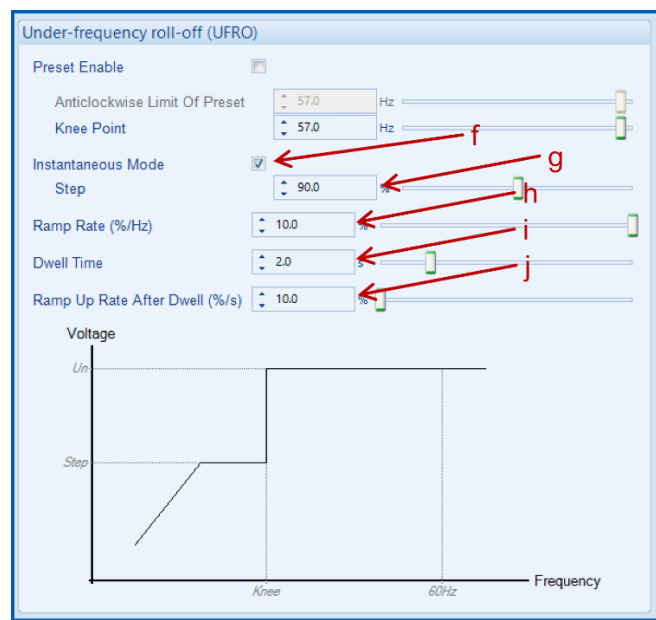 Under-frequency roll-off (UFRO)
Preset Enable
Anticlockwise Limit Of Preset 57.0 Hz
Knee Point 57.0 Hz
f
Instantaneous Mode
g
Step 90.0 %
h
Ramp Rate (%/Hz) 10.0 %
i
Dwell Time 2.0 s
j
Ramp Up Rate After Dwell (%/s) 10.0 %
Voltage
Un
Step
Frequency
Knee 60Hz